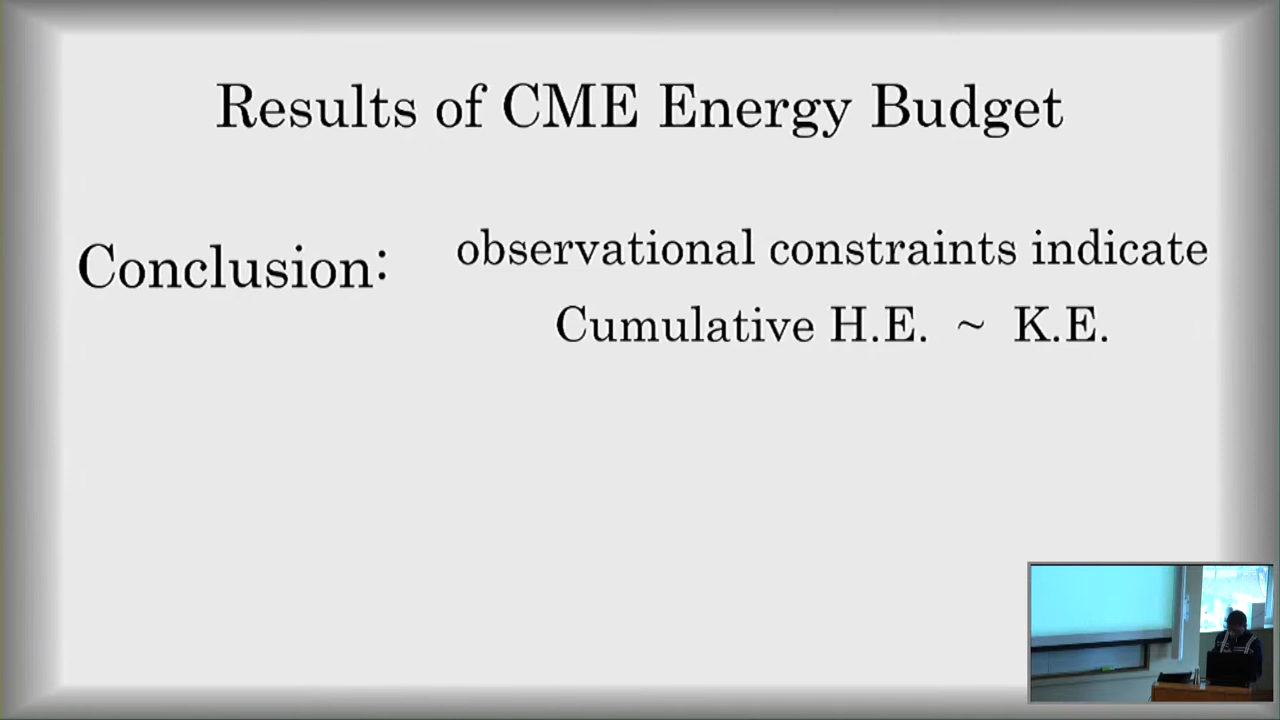 Results of CME Energy Budget
Conclusion:
observational constraints indicate
Cumulative H.E. ~ K.E.